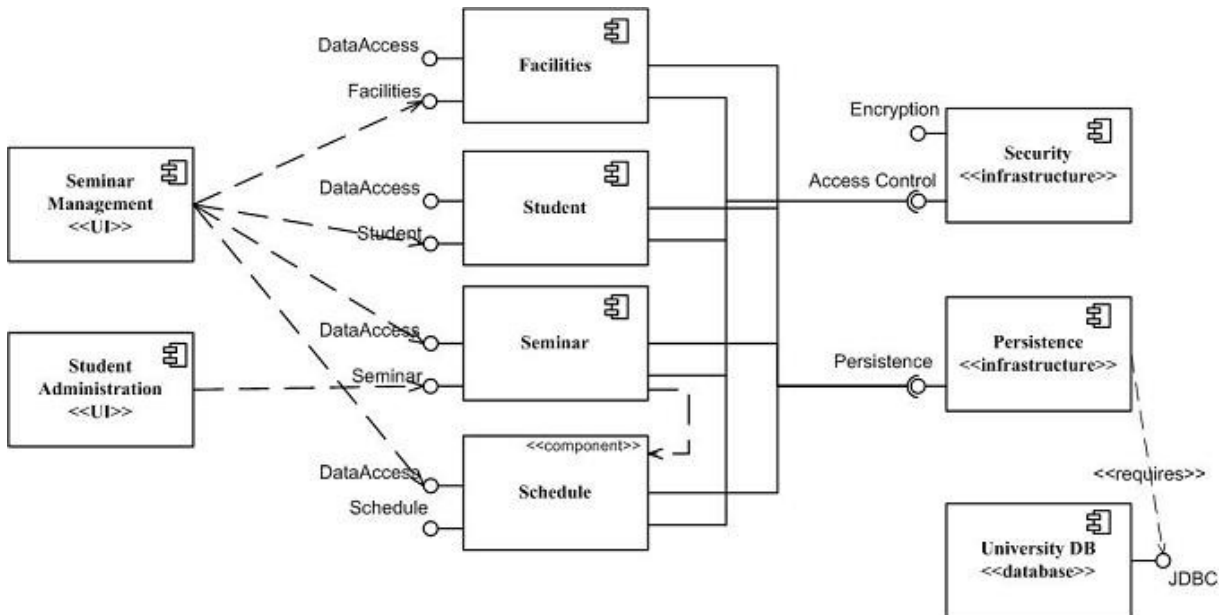 DataAccess
Facilities
Facilities
Encryption
Security
<<infrastructure>>
Access Control
Seminar
Management
<<UI>>
DataAccess
Student
Student
DataAccess
Seminar
Seminar
Persistence
<<infrastructure>>
Persistence
Student
Administration
<<UI>>
<<component>>
DataAccess
Schedule
Schedule
<<requires>>
University DB
<<database>>
JDBC